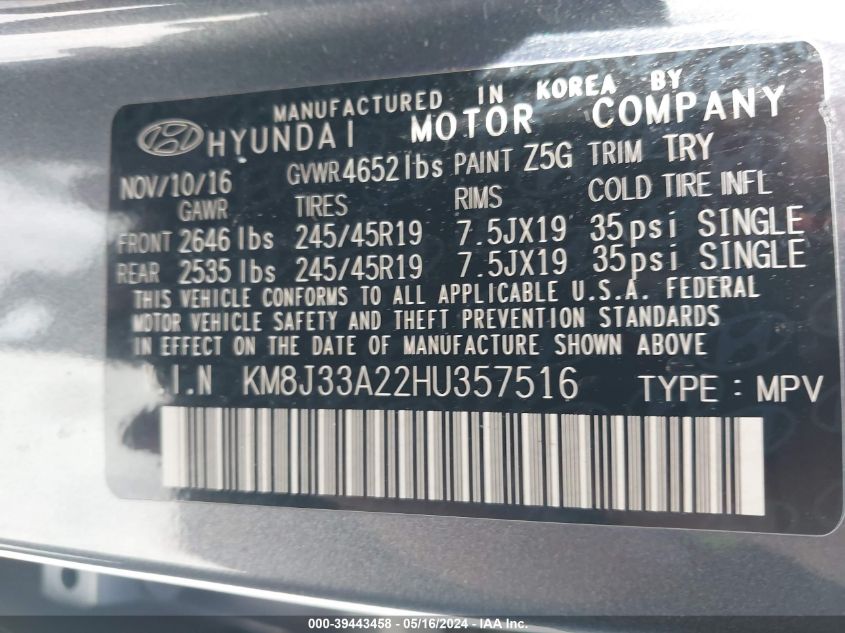 MANUFACTURED IN KOREA BY
HYUNDAI MOTOR COMPANY
NOV/10/16 GVWR 4652 lbs PAINT Z5G TRIM TRY
GAWR TIRES RIMS COLD TIRE INFL
FRONT 2646 lbs 245/45R19 7.5JX19 35psi SINGLE
REAR 2535 lbs 245/45R19 7.5JX19 35psi SINGLE
THIS VEHICLE CONFORMS TO ALL APPLICABLE U.S.A. FEDERAL
MOTOR VEHICLE SAFETY AND THEFT PREVENTION STANDARDS
IN EFFECT ON THE DATE OF MANUFACTURE SHOWN ABOVE
V.I.N KM8J33A22HU357516 TYPE : MPV
000-39443458 - 05/16/2024 - IAA Inc.